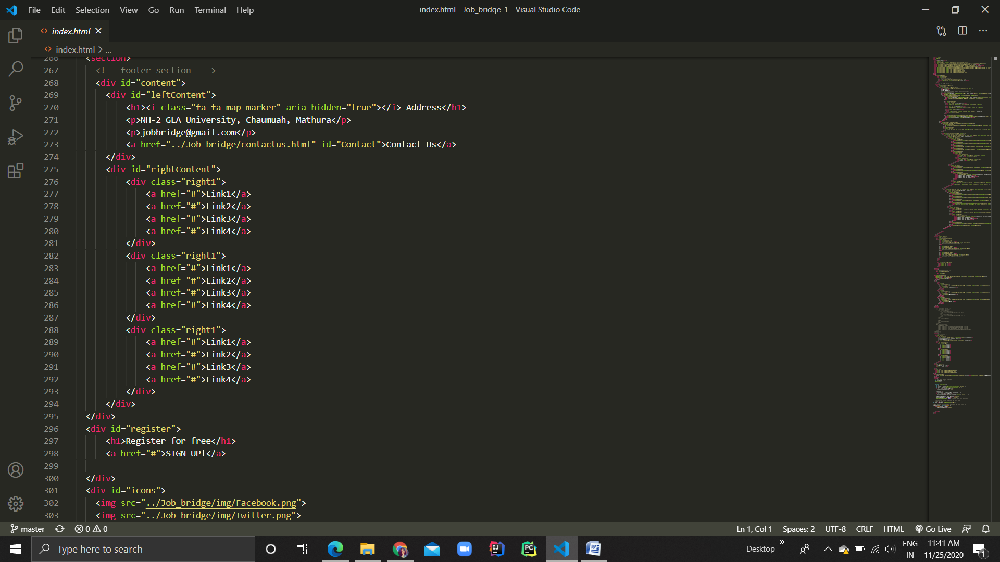 File Edit Selection View Go Run Terminal Help
index.html - Job_bridge-1 - Visual Studio Code
index.html
index.html > ...
266 <section>
267 <!-- footer section  -->
268 <div id="content">
269 <div id="leftContent">
270 <h1><i class="fa fa-map-marker" aria-hidden="true"></i> Address</h1>
271 <p>NH-2 GLA University, Chaumuah, Mathura</p>
272 <p>jobbridge@gmail.com</p>
273 <a href="../Job_bridge/contactus.html" id="Contact">Contact Us</a>
274 </div>
275 <div id="rightContent">
276 <div class="right1">
277 <a href="#">Link1</a>
278 <a href="#">Link2</a>
279 <a href="#">Link3</a>
280 <a href="#">Link4</a>
281 </div>
282 <div class="right1">
283 <a href="#">Link1</a>
284 <a href="#">Link2</a>
285 <a href="#">Link3</a>
286 <a href="#">Link4</a>
287 </div>
288 <div class="right1">
289 <a href="#">Link1</a>
290 <a href="#">Link2</a>
291 <a href="#">Link3</a>
292 <a href="#">Link4</a>
293 </div>
294 </div>
295 </div>
296 <div id="register">
297 <h1>Register for free</h1>
298 <a href="#">SIGN UP!</a>
299
300 </div>
301 <div id="icons">
302 <img src="../Job_bridge/img/Facebook.png">
303 <img src="../Job_bridge/img/Twitter.png">
master 0 0 Ln 1, Col 1 Spaces: 2 UTF-8 CRLF HTML Go Live
Type here to search
Desktop
ENG
IN
11:41 AM
11/25/2020
1